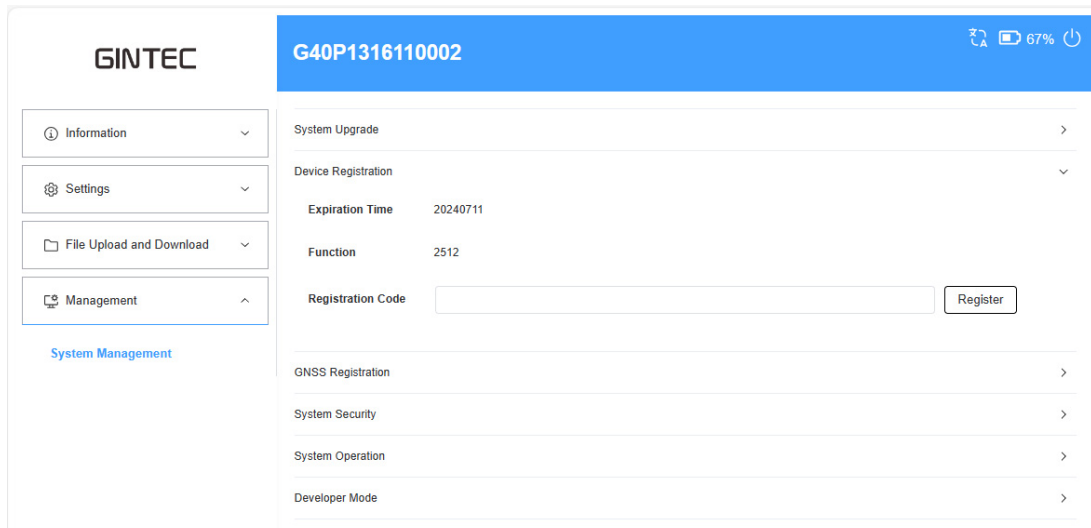 GINTEC
G40P1316110002
67%
Information
Settings
File Upload and Download
Management
System Management
System Upgrade
Device Registration
Expiration Time 20240711
Function 2512
Registration Code Register
GNSS Registration
System Security
System Operation
Developer Mode